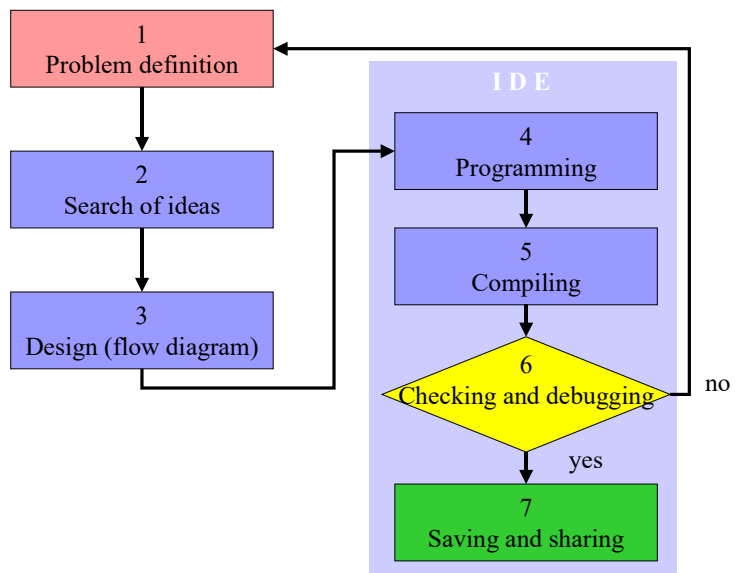 1
Problem definition
2
Search of ideas
3
Design (flow diagram)
I D E
4
Programming
5
Compiling
6
Checking and debugging
no
yes
7
Saving and sharing